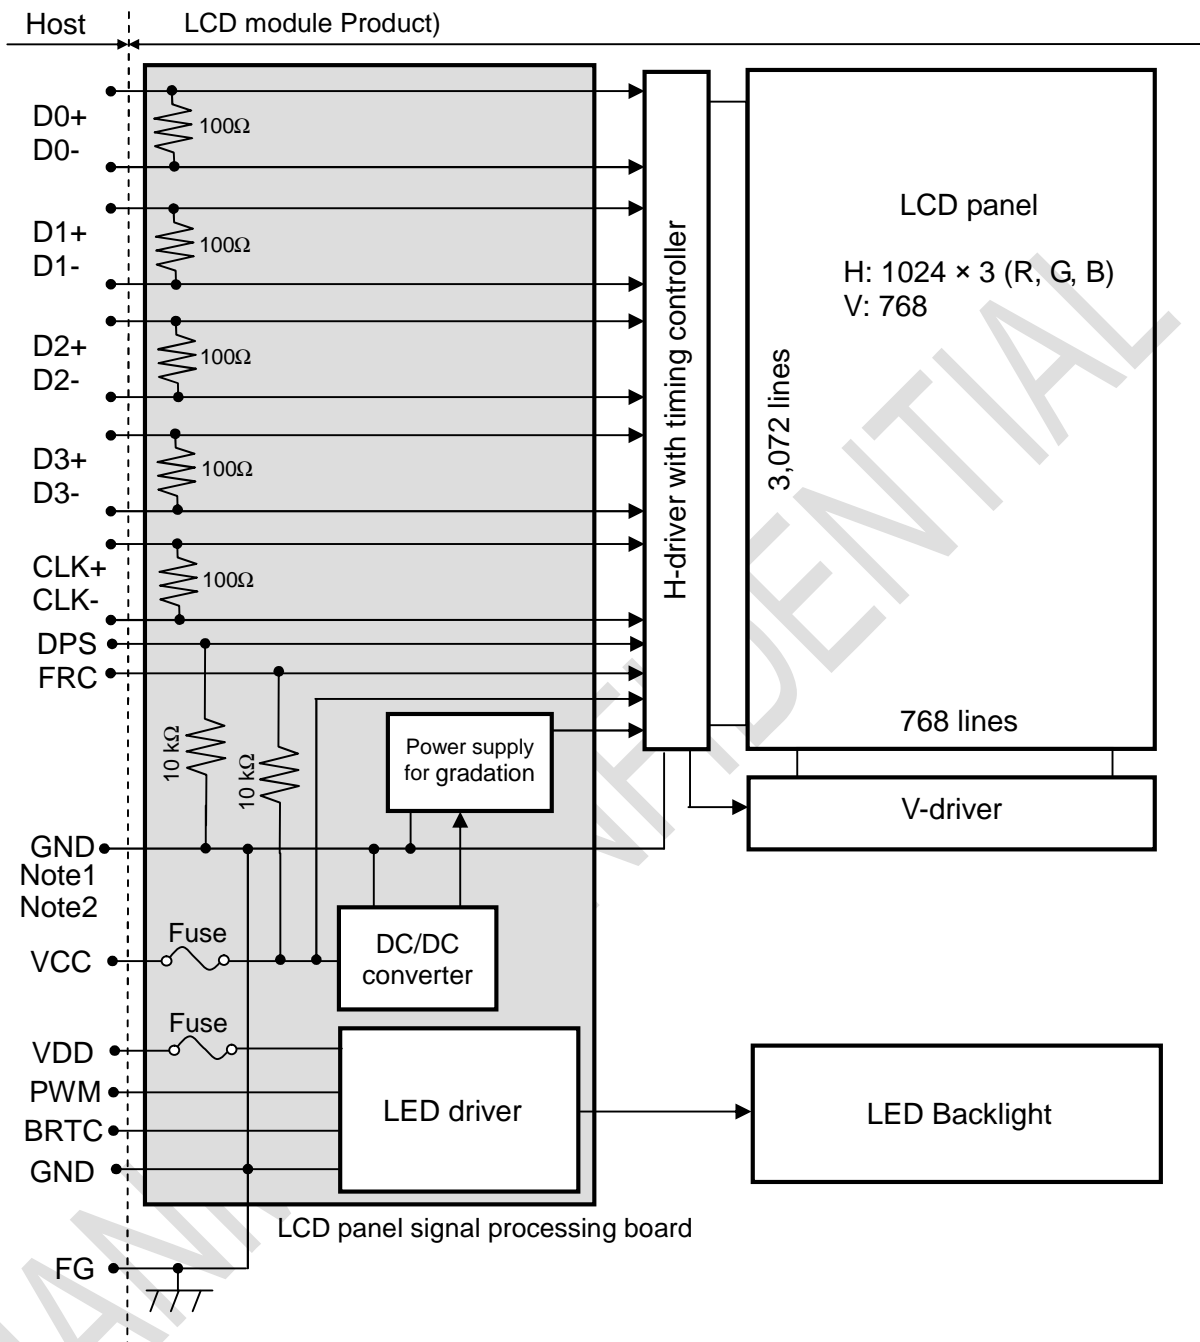 Host
LCD module Product)
D0+
D0-
100Ω
D1+
D1-
100Ω
D2+
D2-
100Ω
D3+
D3-
100Ω
CLK+
CLK-
100Ω
DPS
FRC
10 kΩ
10 kΩ
Power supply
for gradation
H-driver with timing controller
LCD panel
H: 1024 × 3 (R, G, B)
V: 768
3,072 lines
768 lines
V-driver
GND
Note1
Note2
Fuse
VCC
DC/DC
converter
Fuse
VDD
PWM
BRTC
GND
LED driver
LED Backlight
LCD panel signal processing board
FG